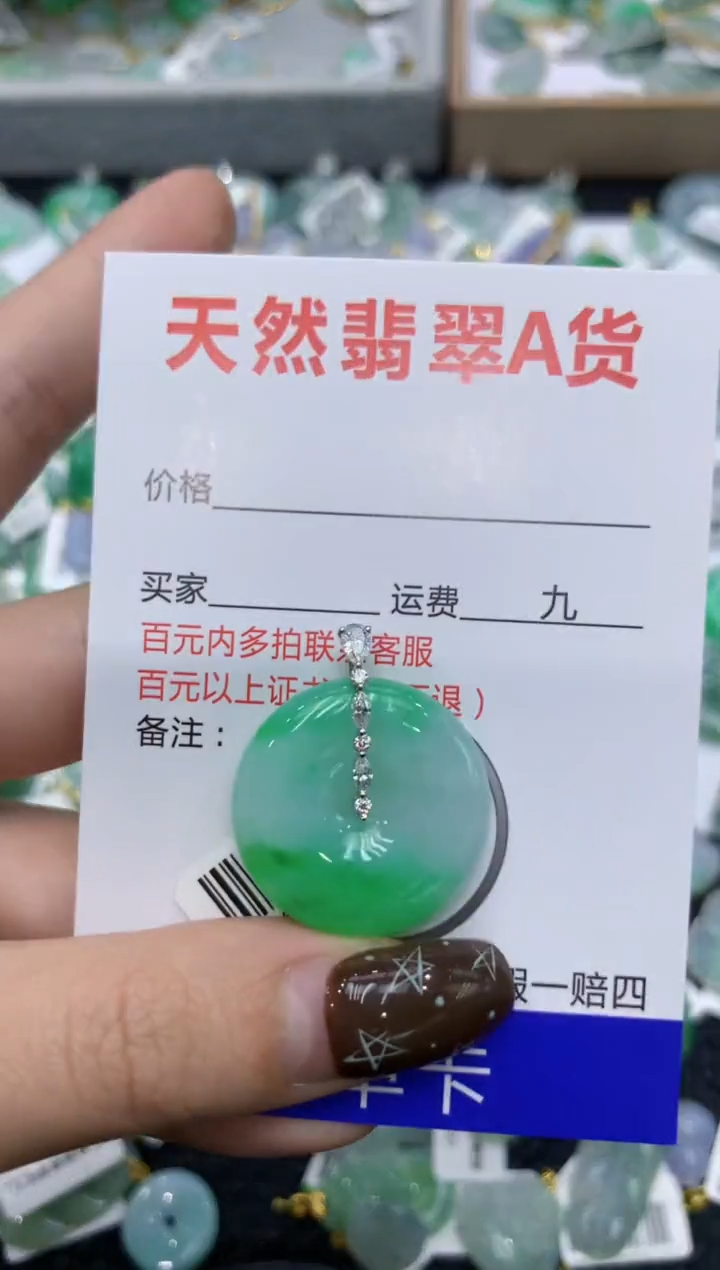 天然翡翠A货
价格
买家 运费 九
百元内多拍联 客服
百元以上证 退）
备注：
假一赔四